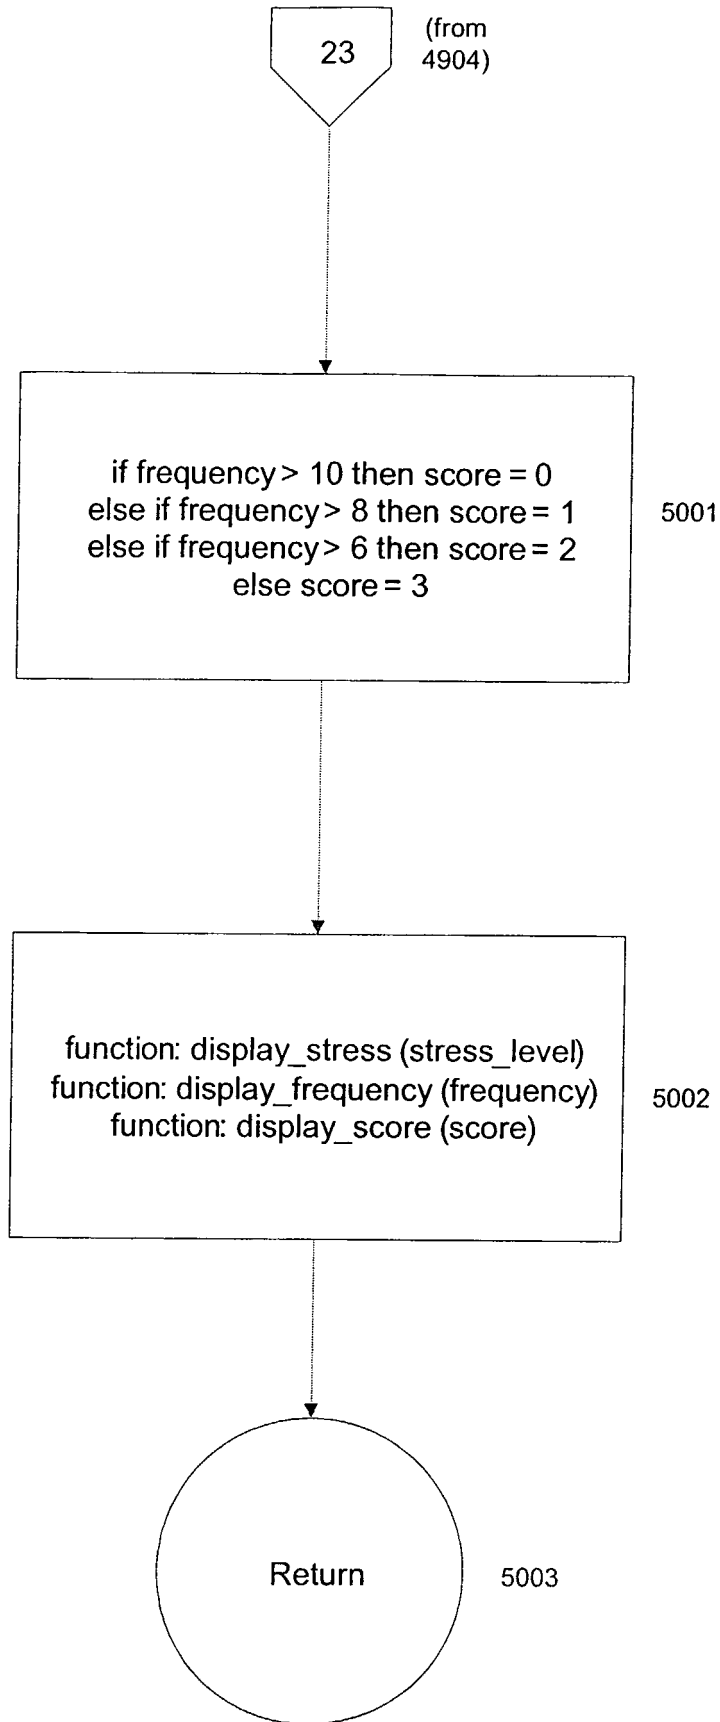 23
(from
4904)
if frequency > 10 then score = 0
else if frequency > 8 then score = 1
else if frequency > 6 then score = 2
else score = 3
5001
function: display_stress (stress_level)
function: display_frequency (frequency)
function: display_score (score)
5002
Return
5003